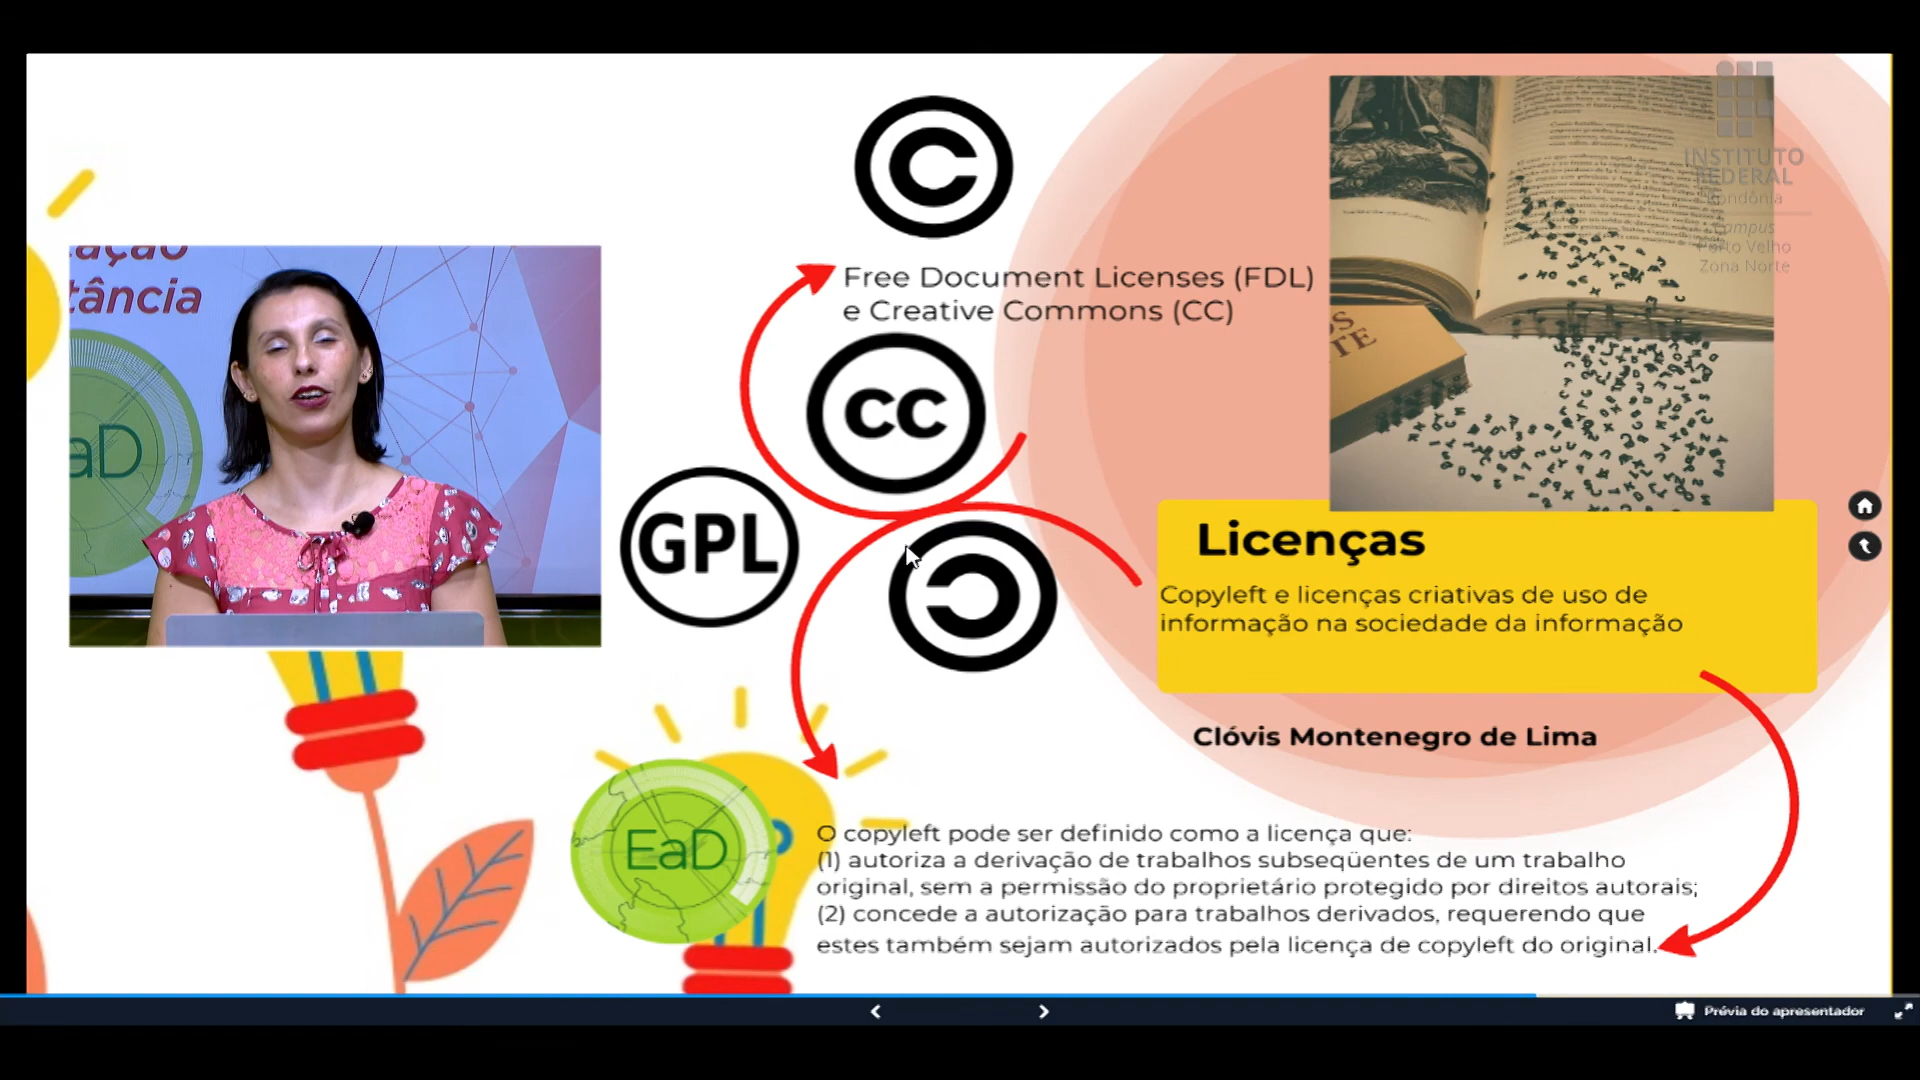 ação
tância
aD
C
Free Document Licenses (FDL)
e Creative Commons (CC)
cc
GPL
INSTITUTO
FEDERAL
Rondônia
Campus
Porto Velho
Zona Norte
Licenças
Copyleft e licenças criativas de uso de
informação na sociedade da informação
Clóvis Montenegro de Lima
EaD
O copyleft pode ser definido como a licença que:
(1) autoriza a derivação de trabalhos subseqüentes de um trabalho
original, sem a permissão do proprietário protegido por direitos autorais;
(2) concede a autorização para trabalhos derivados, requerendo que
estes também sejam autorizados pela licença de copyleft do original.
Prévia do apresentador